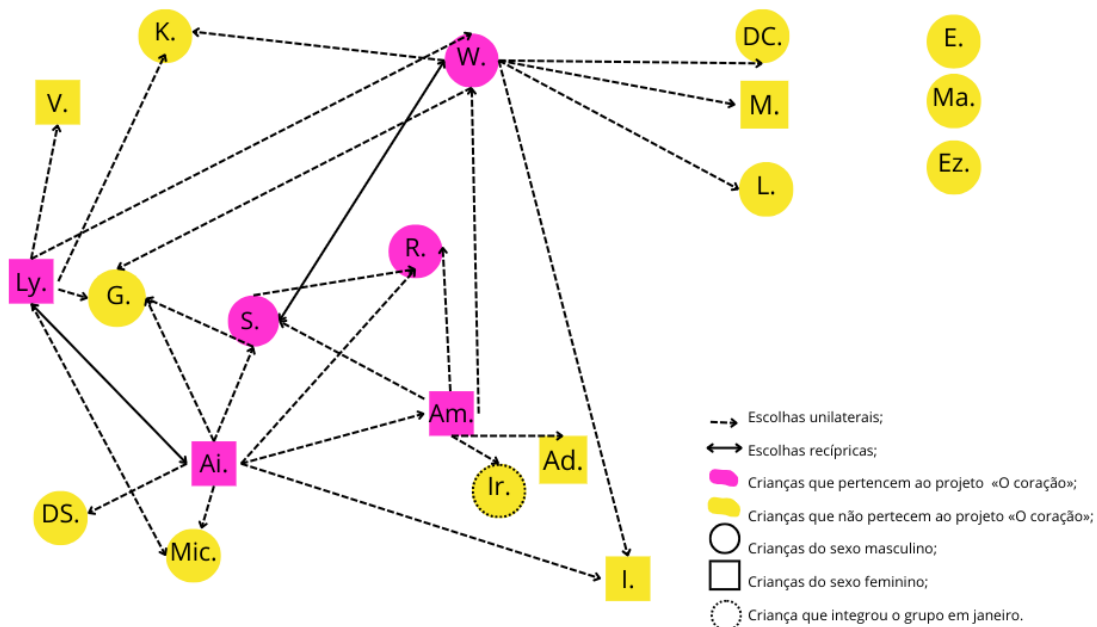 K.
W.
DC.
E.
V.
M.
Ma.
L.
Ez.
R.
Ly.
G.
S.
Am.
Ai.
Ad.
Ir.
DS.
Mic.
I.
Escolhas unilaterais;
Escolhas recípricas;
Crianças que pertencem ao projeto «O coração»;
Crianças que não pertecem ao projeto «O coração»;
Crianças do sexo masculino;
Crianças do sexo feminino;
Criança que integrou o grupo em janeiro.